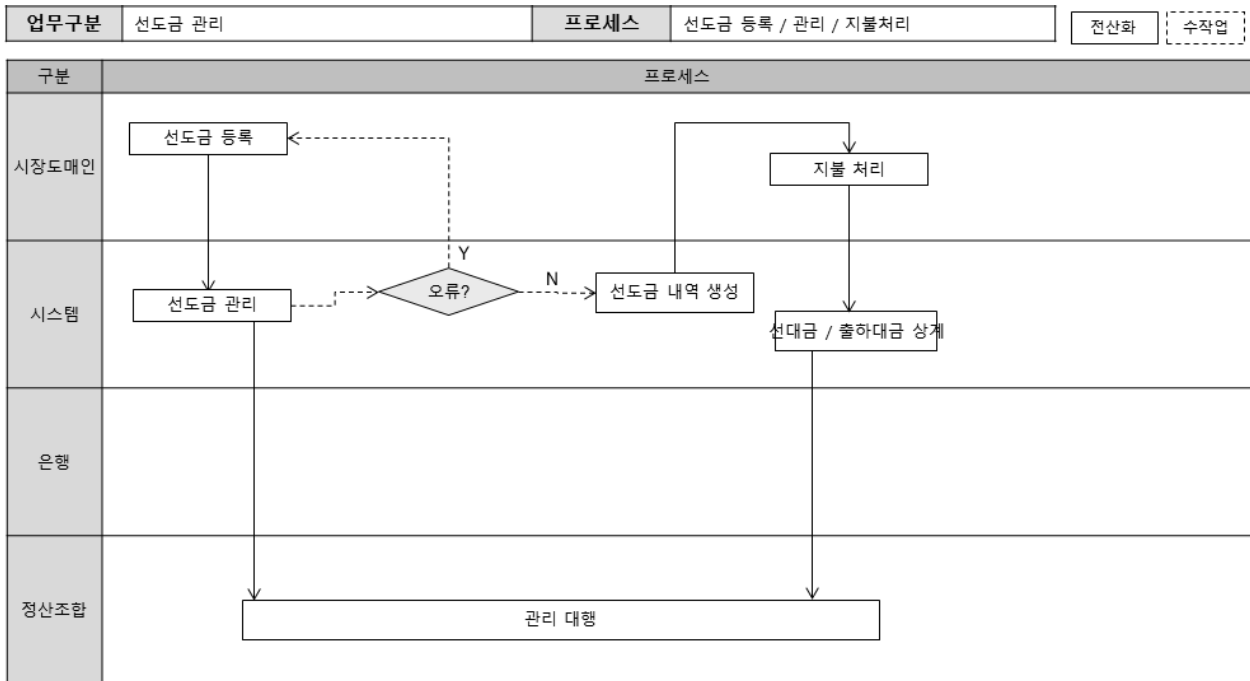 업무구분 선도금 관리 프로세스 선도금 등록 / 관리 / 지불처리 전산화 수작업
구분 프로세스
시장도매인
선도금 등록
지불 처리
시스템
선도금 관리
오류?
Y
N
선도금 내역 생성
선대금 / 출하대금 상계
은행
정산조합
관리 대행